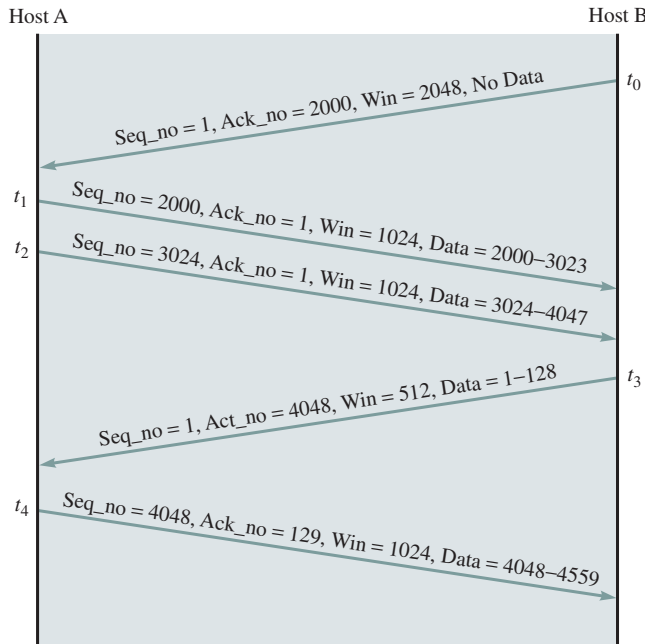 Host A
Host B
t0
Seq_no = 1, Ack_no = 2000, Win = 2048, No Data
t1
Seq_no = 2000, Ack_no = 1, Win = 1024, Data = 2000–3023
t2
Seq_no = 3024, Ack_no = 1, Win = 1024, Data = 3024–4047
t3
Seq_no = 1, Act_no = 4048, Win = 512, Data = 1–128
t4
Seq_no = 4048, Ack_no = 129, Win = 1024, Data = 4048–4559